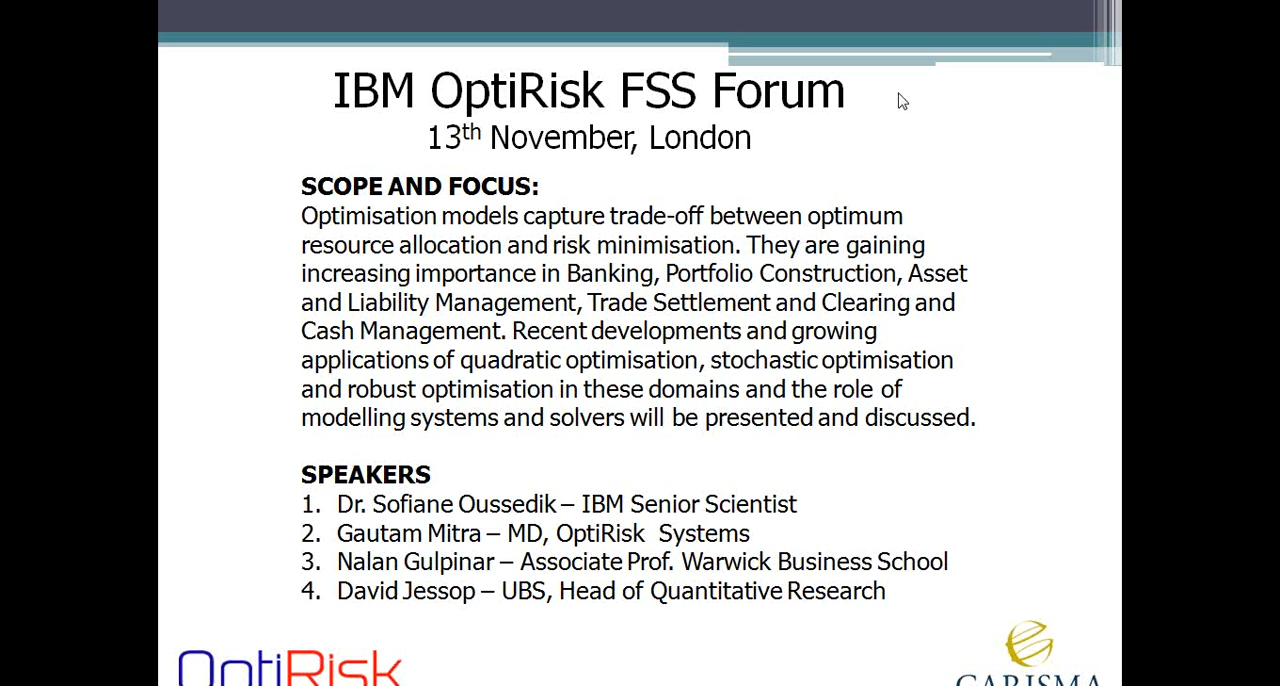 IBM OptiRisk FSS Forum
13th November, London
SCOPE AND FOCUS:
Optimisation models capture trade-off between optimum
resource allocation and risk minimisation. They are gaining
increasing importance in Banking, Portfolio Construction, Asset
and Liability Management, Trade Settlement and Clearing and
Cash Management. Recent developments and growing
applications of quadratic optimisation, stochastic optimisation
and robust optimisation in these domains and the role of
modelling systems and solvers will be presented and discussed.
SPEAKERS
1. Dr. Sofiane Oussedik – IBM Senior Scientist
2. Gautam Mitra – MD, OptiRisk Systems
3. Nalan Gulpinar – Associate Prof. Warwick Business School
4. David Jessop – UBS, Head of Quantitative Research
OptiRisk
CARISMA